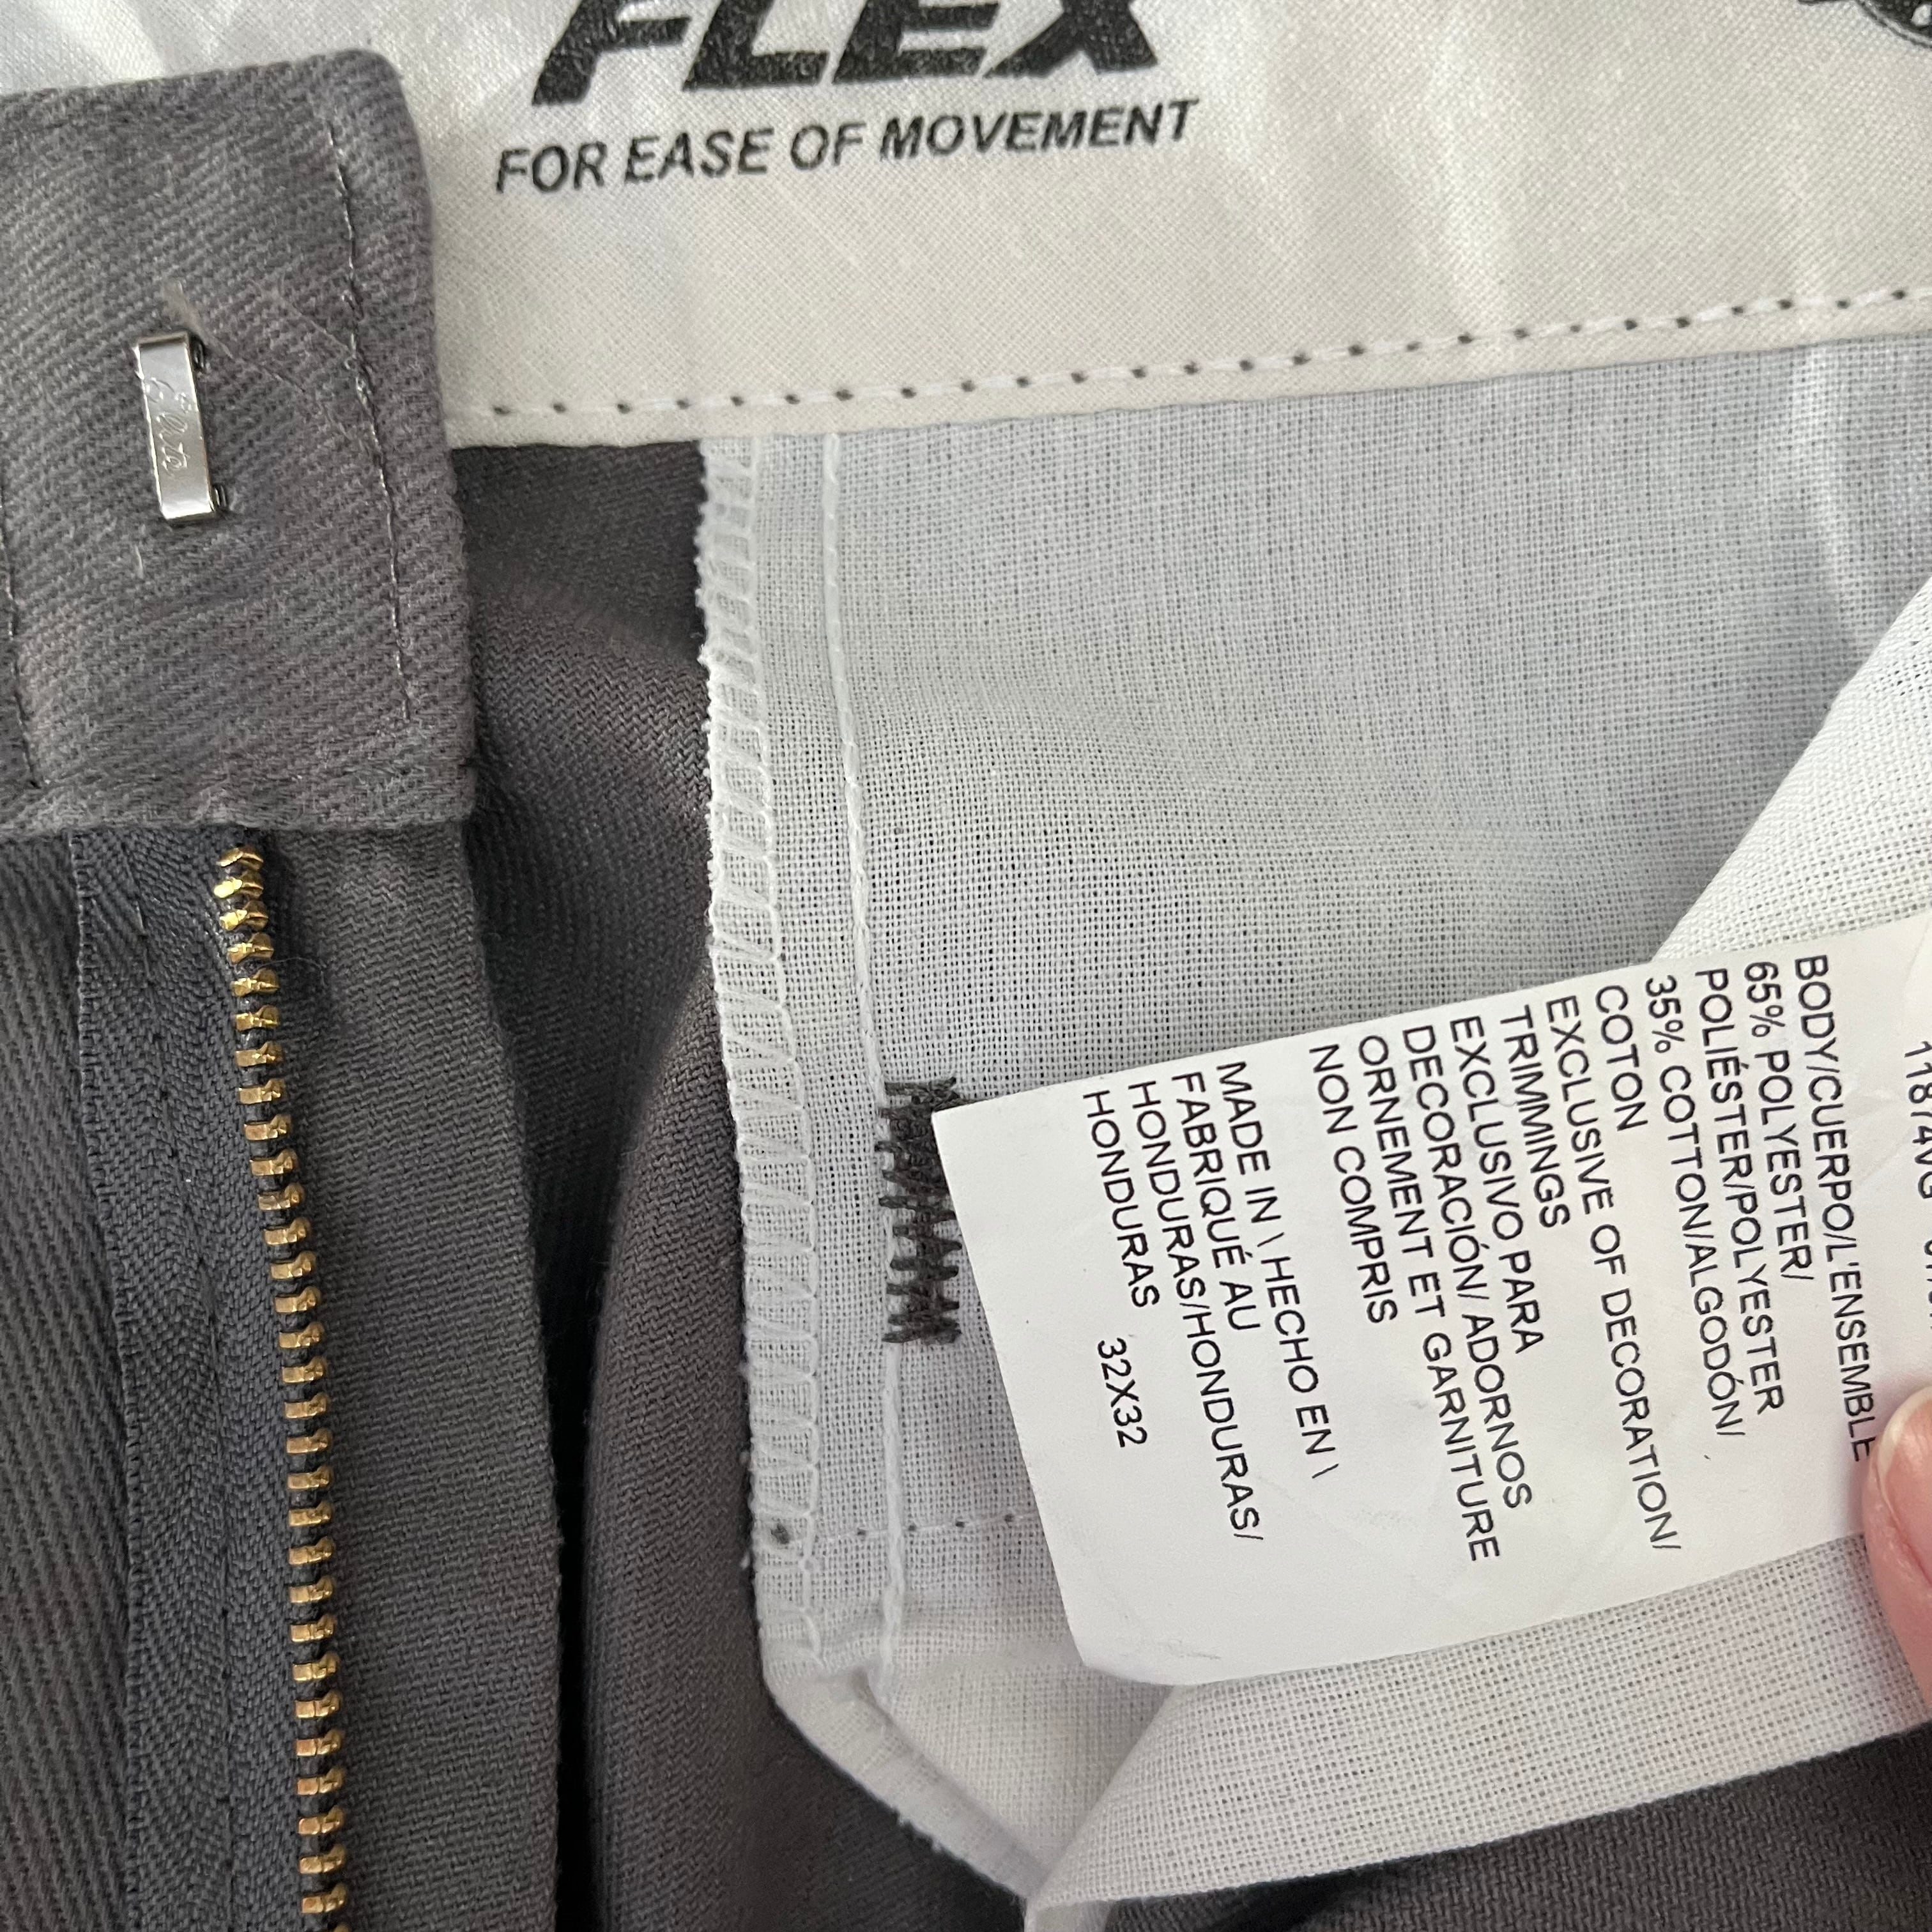 FLEX
FOR EASE OF MOVEMENT
BODY/CUERPO/L'ENSEMBLE
65% POLYESTER/
POLIÉSTER/POLYESTER
35% COTTON/ALGODÓN/
COTON
EXCLUSIVE OF DECORATION/
TRIMMINGS
EXCLUSIVO PARA
DECORACIÓN/ ADORNOS
ORNEMENT ET GARNITURE
NON COMPRIS
MADE IN \ HECHO EN \
FABRIQUÉ AU
HONDURAS/HONDURAS/
HONDURAS 32X32